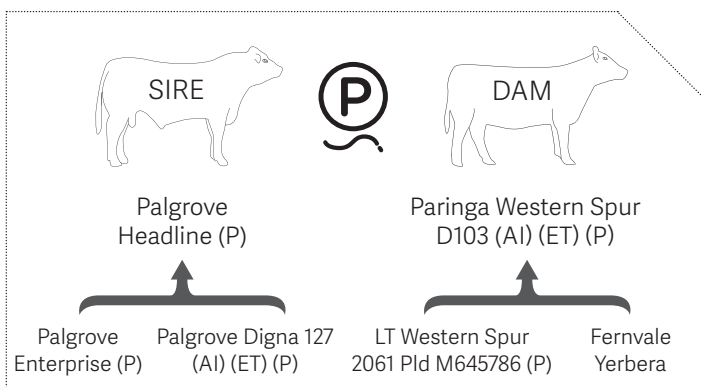 SIRE
P
DAM
Palgrove
Headline (P)
Paringa Western Spur
D103 (AI) (ET) (P)
Palgrove
Enterprise (P)
Palgrove Digna 127
(AI) (ET) (P)
LT Western Spur
2061 Pld M645786 (P)
Fernvale
Yerbera